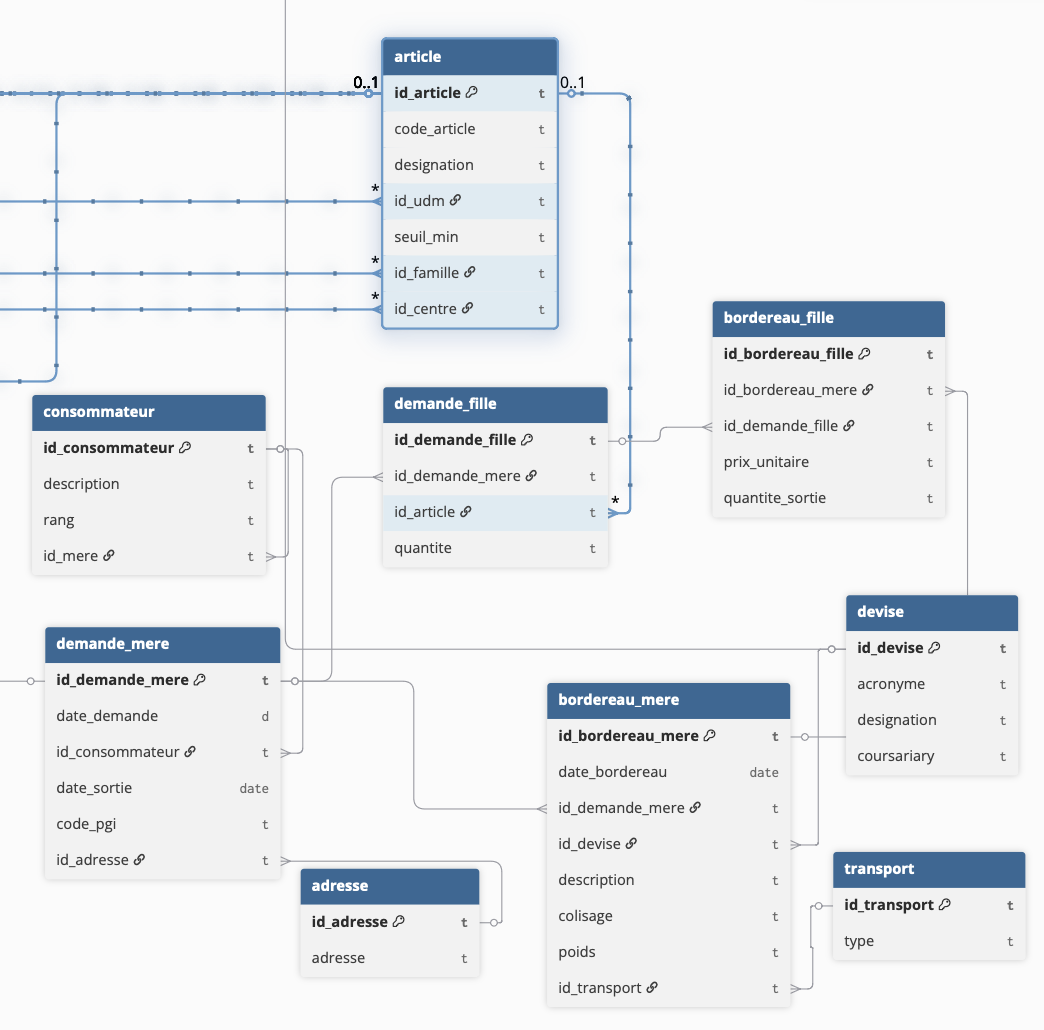 article
0..1
0..1
id_article t
code_article t
designation t
*
id_udm t
seuil_min t
*
id_famille t
*
id_centre t
bordereau_fille
id_bordereau_fille t
id_bordereau_mere t
id_demande_fille t
prix_unitaire t
quantite_sortie t
consommateur
id_consommateur t
description t
rang t
id_mere t
demande_fille
id_demande_fille t
id_demande_mere t
*
id_article t
quantite t
demande_mere
id_demande_mere t
date_demande d
id_consommateur t
date_sortie date
code_pgi t
id_adresse t
devise
id_devise t
acronyme t
designation t
coursariary t
bordereau_mere
id_bordereau_mere t
date_bordereau date
id_demande_mere t
id_devise t
description t
colisage t
poids t
id_transport t
adresse
id_adresse t
adresse t
transport
id_transport t
type t